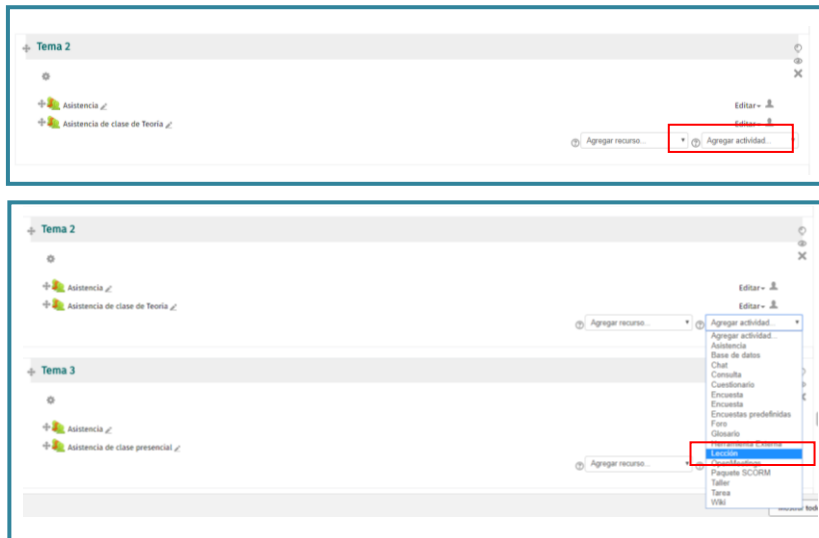 Tema 2
Asistencia Editar
Asistencia de clase de Teoría Editar
Agregar recurso... Agregar actividad...
Tema 2
Asistencia Editar
Asistencia de clase de Teoría Editar
Agregar recurso... Agregar actividad...
Agregar actividad...
Asistencia
Base de datos
Chat
Consulta
Cuestionario
Encuesta
Encuesta
Encuestas predefinidas
Foro
Glosario
Herramienta Externa
Lección
OpenMeetings
Paquete SCORM
Taller
Tarea
Wiki
Tema 3
Asistencia
Asistencia de clase presencial
Agregar recurso...
Mostrar